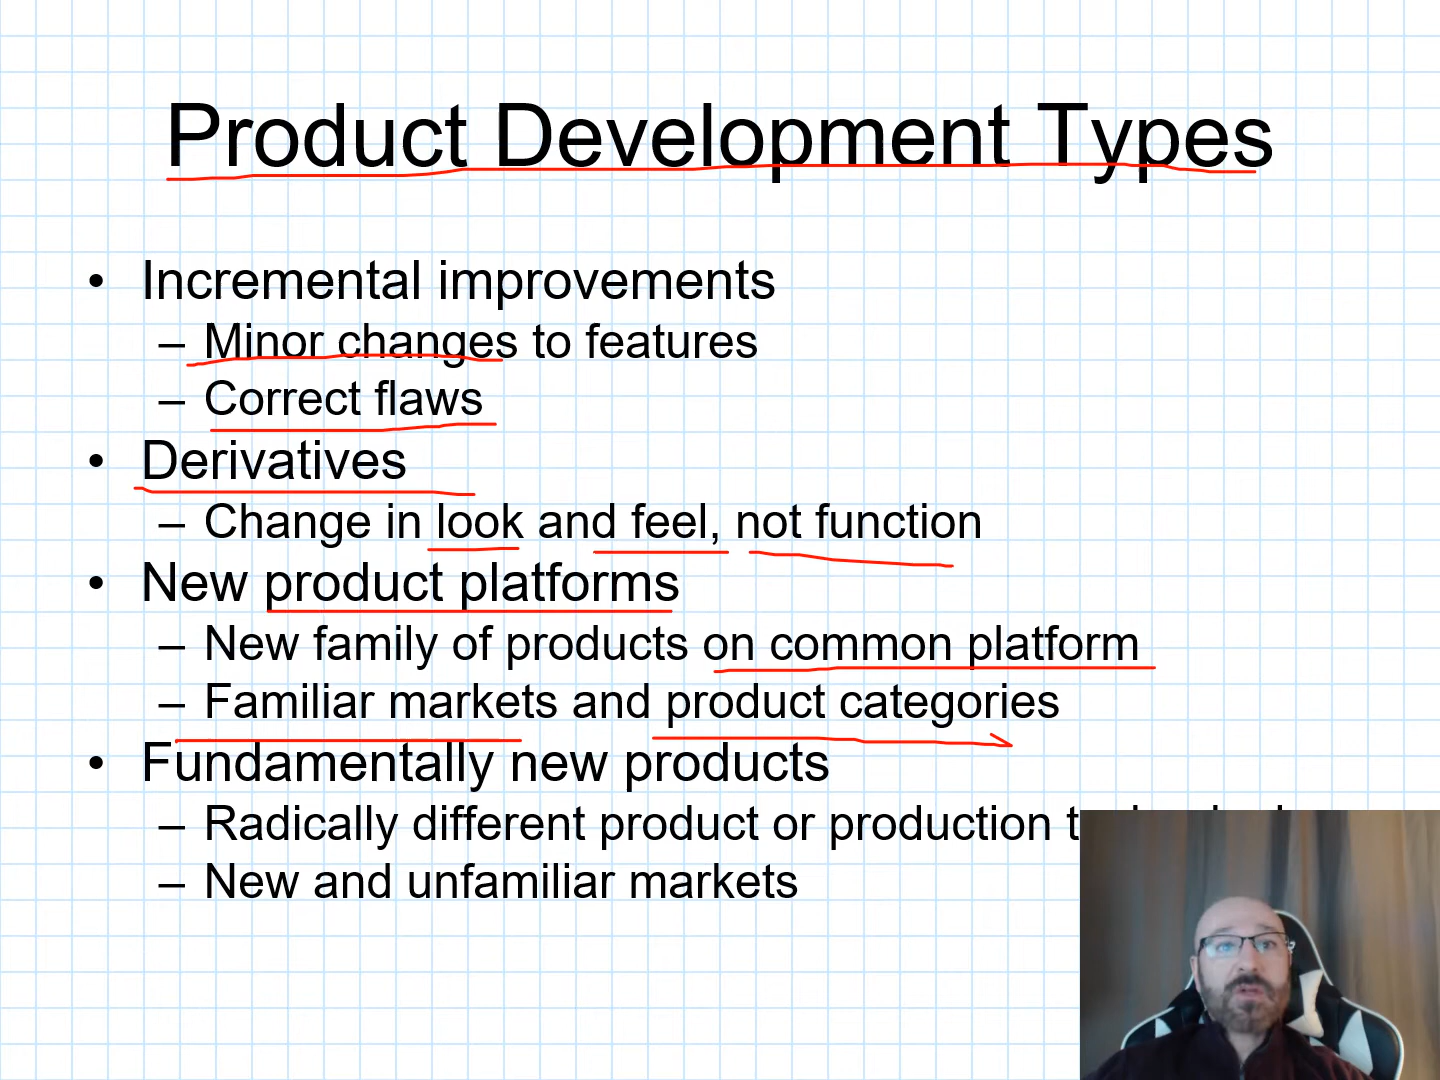 Product Development Types
• Incremental improvements
– Minor changes to features
– Correct flaws
• Derivatives
– Change in look and feel, not function
• New product platforms
– New family of products on common platform
– Familiar markets and product categories
• Fundamentally new products
– Radically different product or production
– New and unfamiliar markets